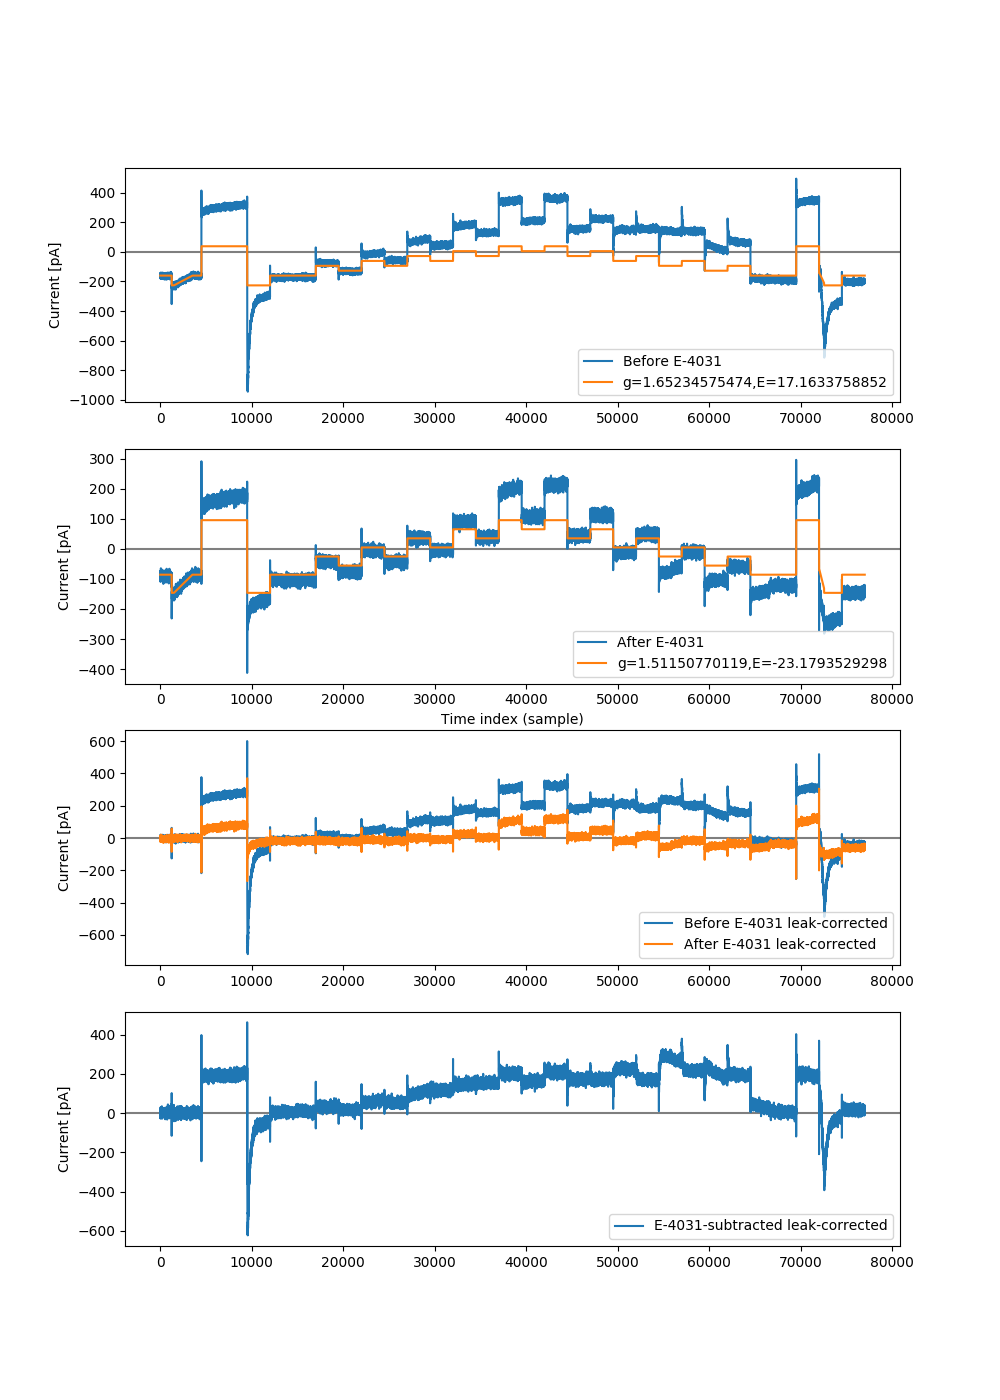 400
200
0
−200
−400
−600
−800
−1000
Current [pA]
Before E-4031
g=1.65234575474,E=17.1633758852
0 10000 20000 30000 40000 50000 60000 70000 80000
300
200
100
0
−100
−200
−300
−400
Current [pA]
After E-4031
g=1.51150770119,E=-23.1793529298
0 10000 20000 30000 40000 50000 60000 70000 80000
Time index (sample)
600
400
200
0
−200
−400
−600
Current [pA]
Before E-4031 leak-corrected
After E-4031 leak-corrected
0 10000 20000 30000 40000 50000 60000 70000 80000
400
200
0
−200
−400
−600
Current [pA]
E-4031-subtracted leak-corrected
0 10000 20000 30000 40000 50000 60000 70000 80000